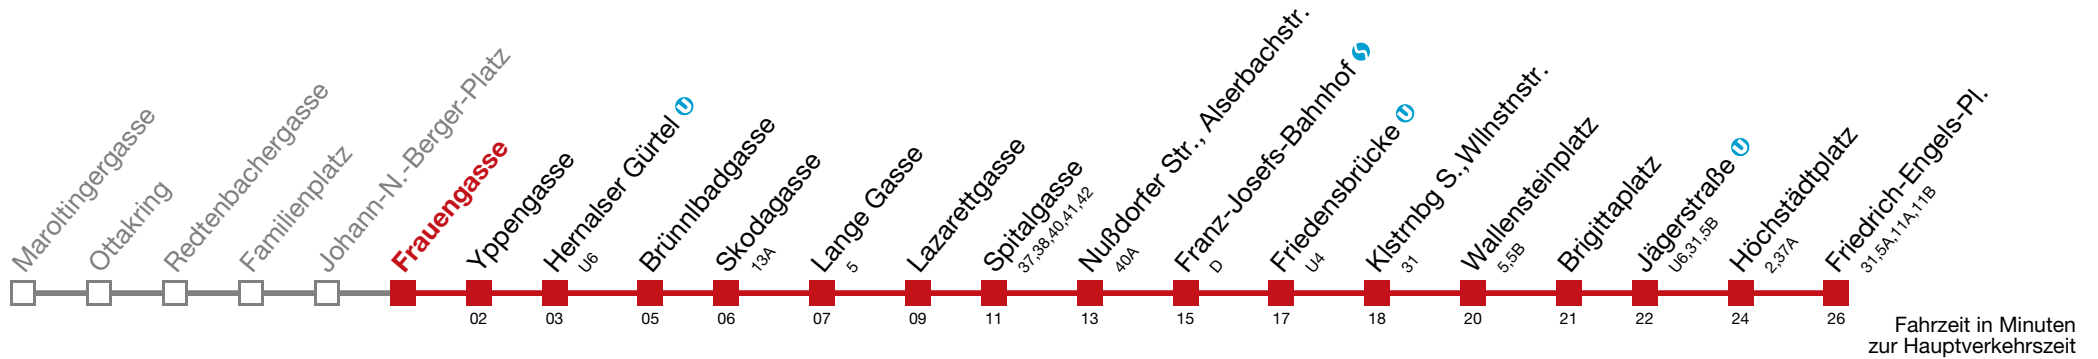 Maroltingergasse
Ottakring
Redtenbachergasse
Familienplatz
Johann-N.-Berger-Platz
Frauengasse
Yppengasse
02
Hernalser Gürtel U
U6
03
Brünnlbadgasse
05
Skodagasse
13A
06
Lange Gasse
5
07
Lazarettgasse
09
Spitalgasse
37,38,40,41,42
11
Nußdorfer Str., Alserbachstr.
40A
13
Franz-Josefs-Bahnhof S
D
15
Friedensbrücke U
U4
17
Klstrnbg S.,Wllnstnstr.
31
18
Wallensteinplatz
5,5B
20
Brigittaplatz
21
Jägerstraße U
U6,31,5B
22
Höchstädtplatz
2,37A
24
Friedrich-Engels-Pl.
31,5A,11A,11B
26
Fahrzeit in Minuten
zur Hauptverkehrszeit